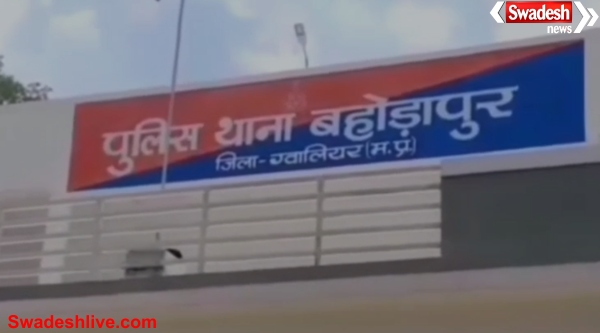 Swadesh
news
पुलिस थाना बहोड़ापुर
जिला-ग्वालियर (म.प्र.)
Swadeshlive.com